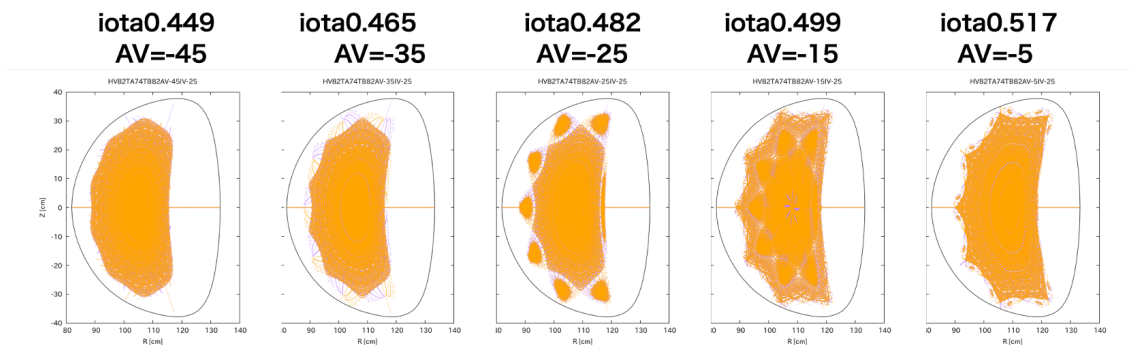 iota0.449 iota0.465 iota0.482 iota0.499 iota0.517
AV=-45 AV=-35 AV=-25 AV=-15 AV=-5
HV82TA74TB82AV-45IV-25 HV82TA74TB82AV-35IV-25 HV82TA74TB82AV-25IV-25 HV82TA74TB82AV-15IV-25 HV82TA74TB82AV-5IV-25
40
30
20
10
0
-10
-20
-30
-40
Z [cm]
80 90 100 110 120 130 140 0 90 100 110 120 130 140 0 90 100 110 120 130 140 0 90 100 110 120 130 140 0 90 100 110 120 130 140
R [cm] R [cm] R [cm] R [cm] R [cm]